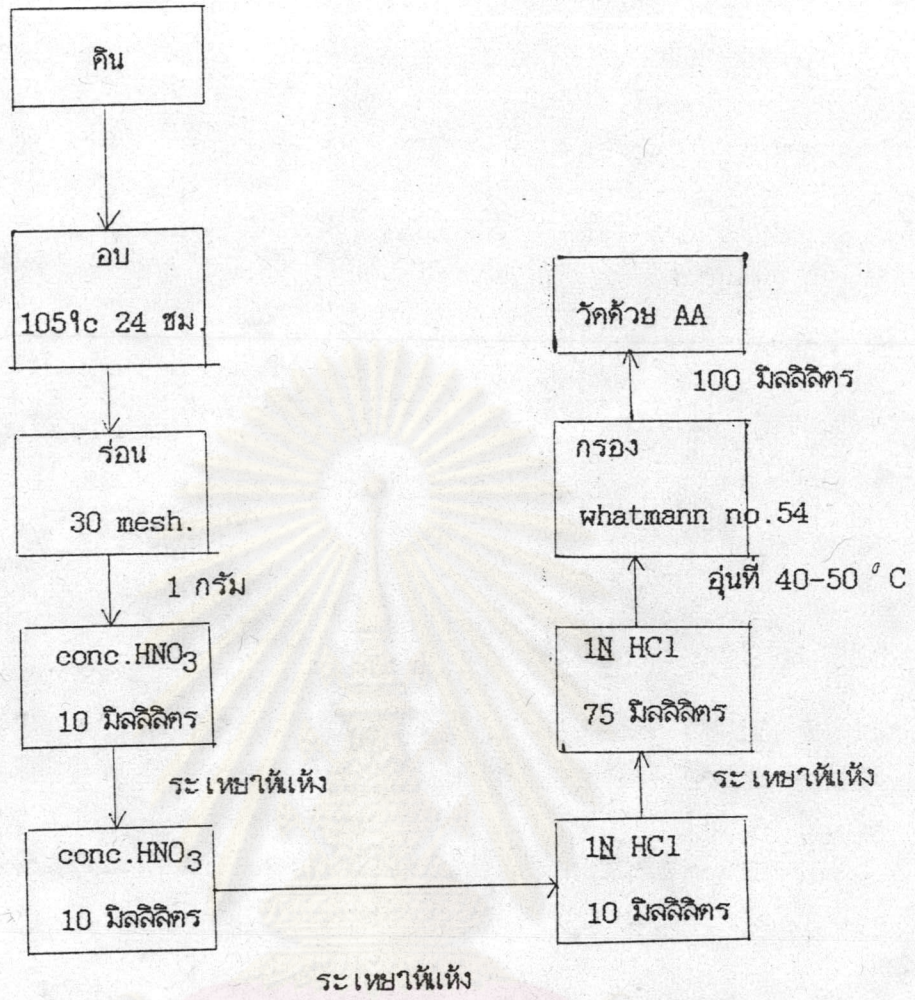 ดิน
อบ
105°c 24 ชม.
ร่อน
30 mesh.
1 กรัม
conc.HNO3
10 มิลลิลิตร
ระเหยให้แห้ง
conc.HNO3
10 มิลลิลิตร
ระเหยให้แห้ง
1N HCl
10 มิลลิลิตร
ระเหยให้แห้ง
1N HCl
75 มิลลิลิตร
อุ่นที่ 40-50 °C
กรอง
whatmann no.54
100 มิลลิลิตร
วัดด้วย AA